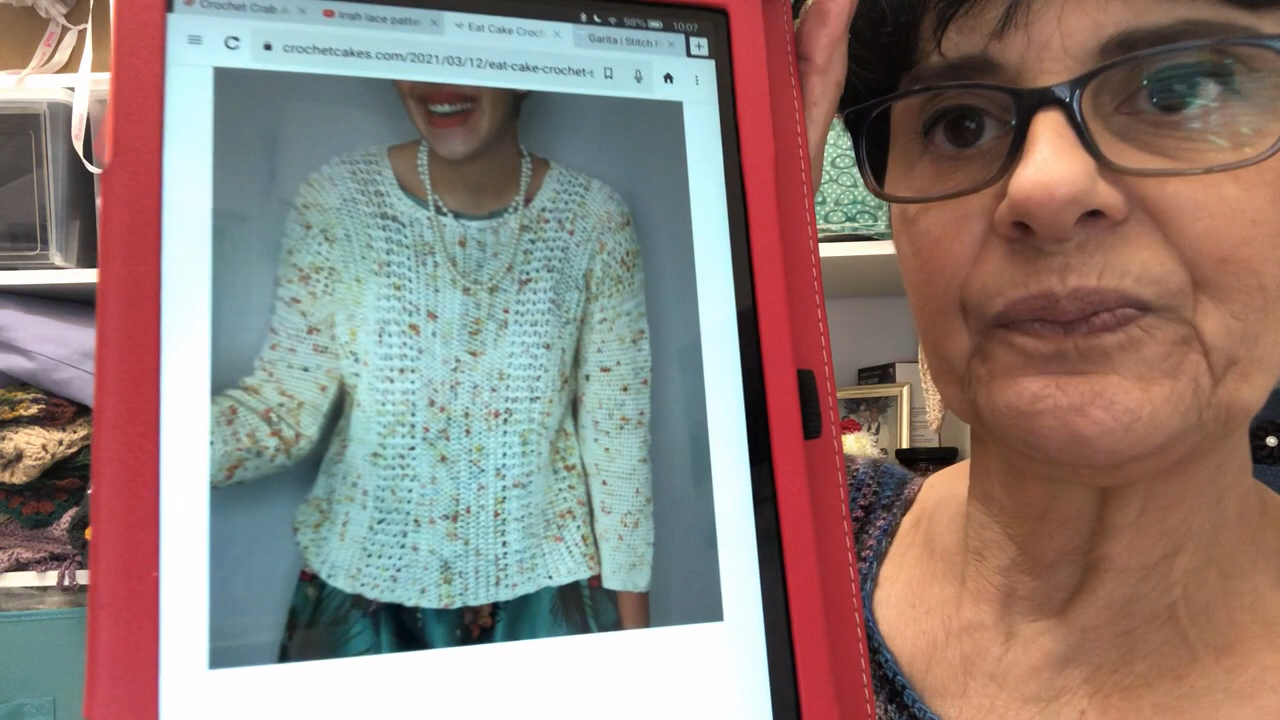 Crochet Crab A
Irish lace patte
Eat Cake Croch
Garita | Stitch F
98%
10:07
crochetcakes.com/2021/03/12/eat-cake-crochet-s